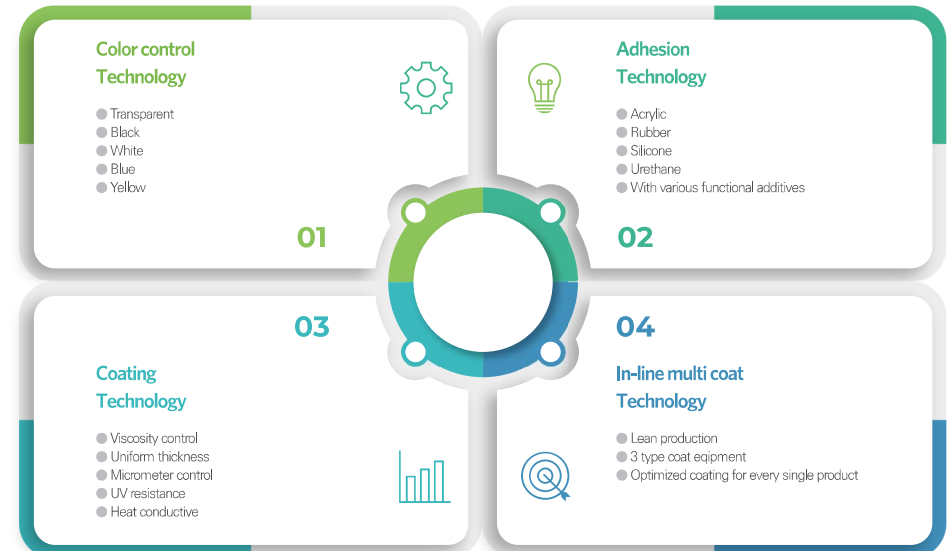 Color control
Technology
Transparent
Black
White
Blue
Yellow
01
Adhesion
Technology
Acrylic
Rubber
Silicone
Urethane
With various functional additives
02
03
Coating
Technology
Viscosity control
Uniform thickness
Micrometer control
UV resistance
Heat conductive
04
In-line multi coat
Technology
Lean production
3 type coat eqipment
Optimized coating for every single product